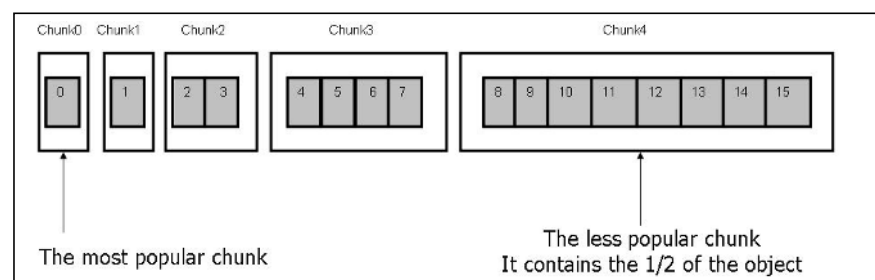 Chunk0 Chunk1 Chunk2 Chunk3 Chunk4
0 1 2 3 4 5 6 7 8 9 10 11 12 13 14 15
The most popular chunk
The less popular chunk
It contains the 1/2 of the object